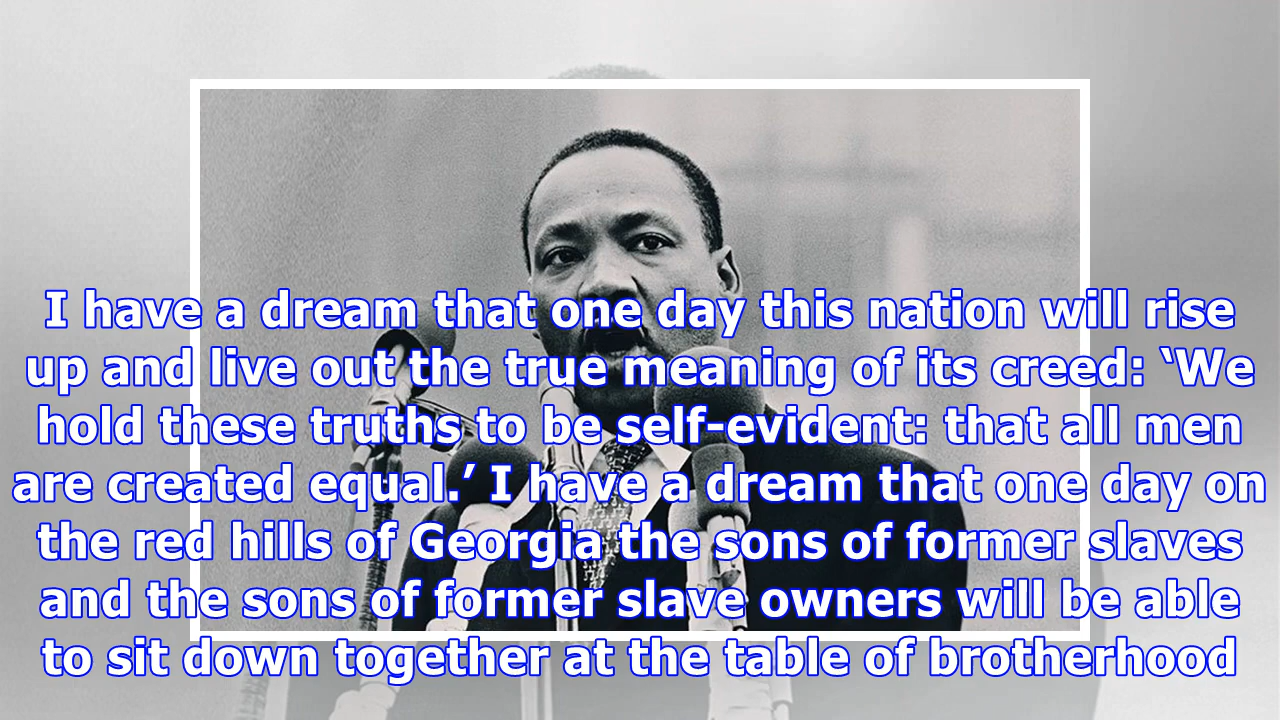 I have a dream that one day this nation will rise
up and live out the true meaning of its creed: ‘We
hold these truths to be self-evident: that all men
are created equal.’ I have a dream that one day on
the red hills of Georgia the sons of former slaves
and the sons of former slave owners will be able
to sit down together at the table of brotherhood